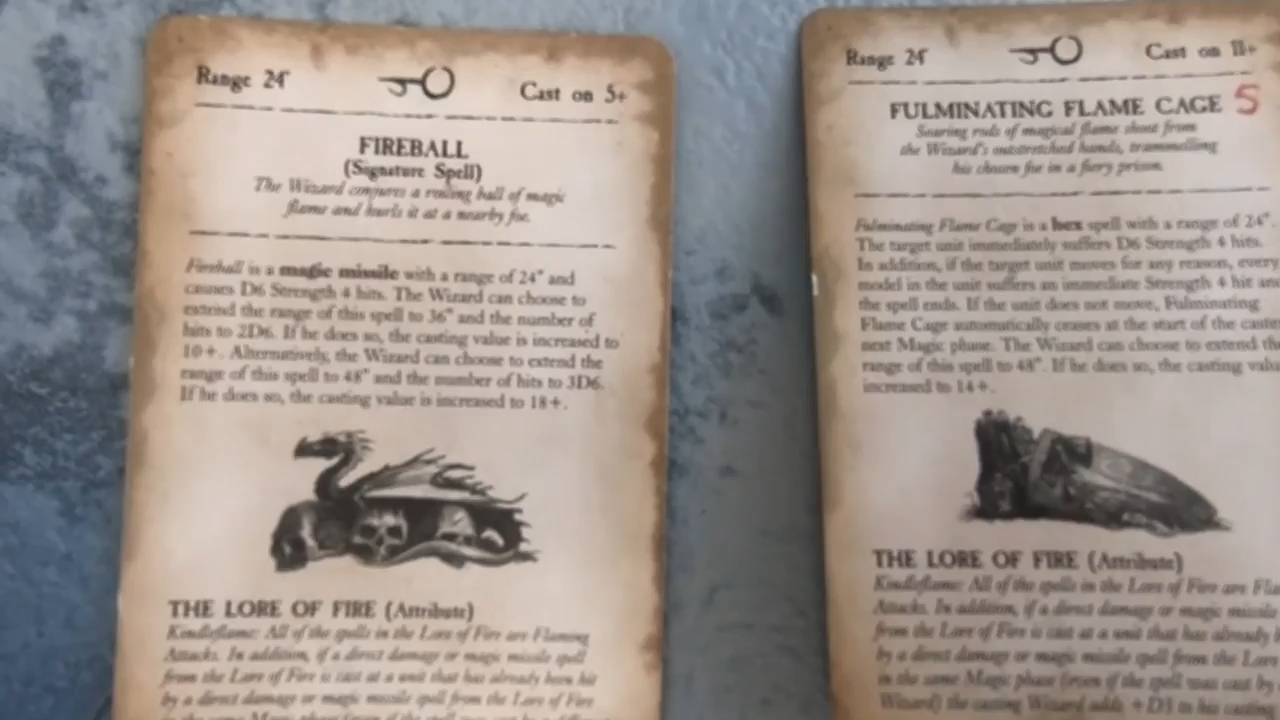 Range 24"
Cast on 5+
FIREBALL
(Signature Spell)
The Wizard conjures a roiling ball of magic
flame and hurls it at a nearby foe.
Fireball is a magic missile with a range of 24" and
causes D6 Strength 4 hits. The Wizard can choose to
extend the range of this spell to 36" and the number of
hits to 2D6. If he does so, the casting value is increased to
10+. Alternatively, the Wizard can choose to extend the
range of this spell to 48" and the number of hits to 3D6.
If he does so, the casting value is increased to 18+.
THE LORE OF FIRE (Attribute)
Kindleflame: All of the spells in the Lore of Fire are Flaming
Attacks. In addition, if a direct damage or magic missile spell
from the Lore of Fire is cast at a unit that has already been hit
by a direct damage or magic missile spell from the Lore of Fire
in the same Magic phase (even if the spell was cast by a different
Range 24"
Cast on 11+
FULMINATING FLAME CAGE 5
Searing rods of magical flame shoot from
the Wizard's outstretched hands, trammelling
his chosen foe in a fiery prison.
Fulminating Flame Cage is a hex spell with a range of 24".
The target unit immediately suffers D6 Strength 4 hits.
In addition, if the target unit moves for any reason, every
model in the unit suffers an immediate Strength 4 hit and
the spell ends. If the unit does not move, Fulminating
Flame Cage automatically ceases at the start of the caste
next Magic phase. The Wizard can choose to extend the
range of this spell to 48". If he does so, the casting valu
increased to 14+.
THE LORE OF FIRE (Attribute)
Kindleflame: All of the spells in the Lore of Fire are Fla
Attacks. In addition, if a direct damage or magic missile
from the Lore of Fire is cast at a unit that has already
by a direct damage or magic missile spell from the Lore
in the same Magic phase (even if the spell was cast by
Wizard) the casting Wizard adds +D3 to his casting